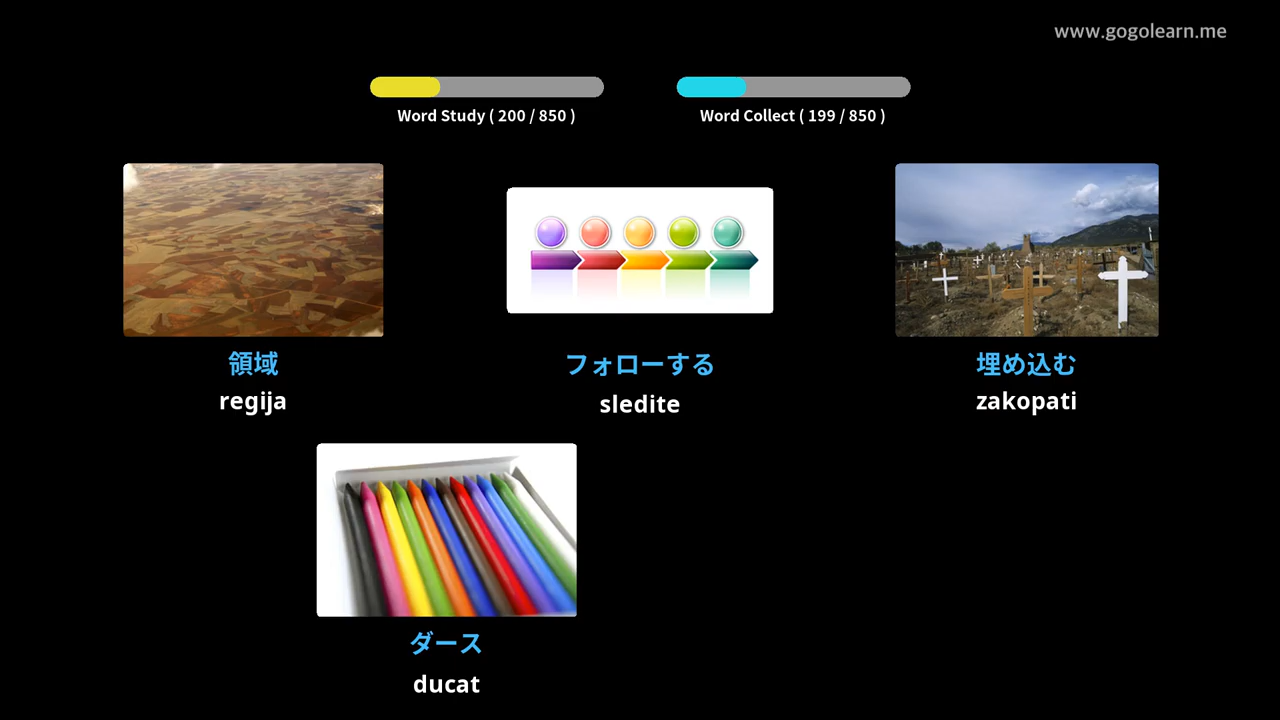 www.gogolearn.me
Word Study ( 200 / 850 )
Word Collect ( 199 / 850 )
領域
regija
フォローする
sledite
埋め込む
zakopati
ダース
ducat